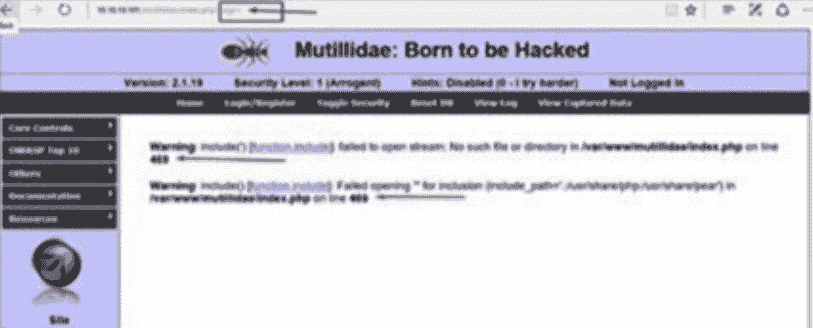 Mutillidae: Born to be Hacked
Version: 2.1.19 Security Level: 1 (Arrogent) Hints: Disabled (0 - I try harder) Not Logged In
Home Login/Register Toggle Security Reset DB View Log View Captured Data
Core Controls
OWASP Top 10
Others
Documentation
Resources
Site
Warning: include() [function.include]: failed to open stream: No such file or directory in /var/www/mutillidae/index.php on line
469
Warning: include() [function.include]: Failed opening '' for inclusion (include_path='.:/usr/share/php:/usr/share/pear') in
/var/www/mutillidae/index.php on line 469